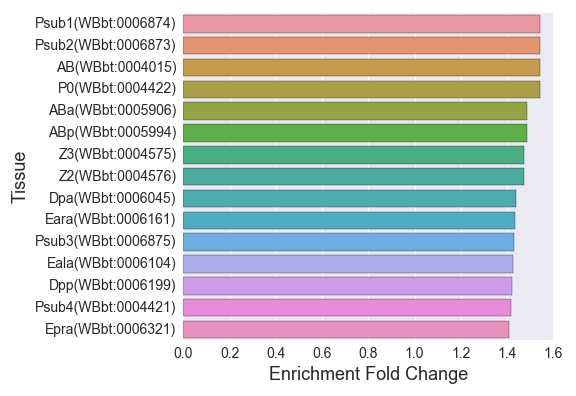 Psub1(WBbt:0006874)
Psub2(WBbt:0006873)
AB(WBbt:0004015)
P0(WBbt:0004422)
ABa(WBbt:0005906)
ABp(WBbt:0005994)
Z3(WBbt:0004575)
Z2(WBbt:0004576)
Dpa(WBbt:0006045)
Eara(WBbt:0006161)
Psub3(WBbt:0006875)
Eala(WBbt:0006104)
Dpp(WBbt:0006199)
Psub4(WBbt:0004421)
Epra(WBbt:0006321)
Tissue
0.0 0.2 0.4 0.6 0.8 1.0 1.2 1.4 1.6
Enrichment Fold Change